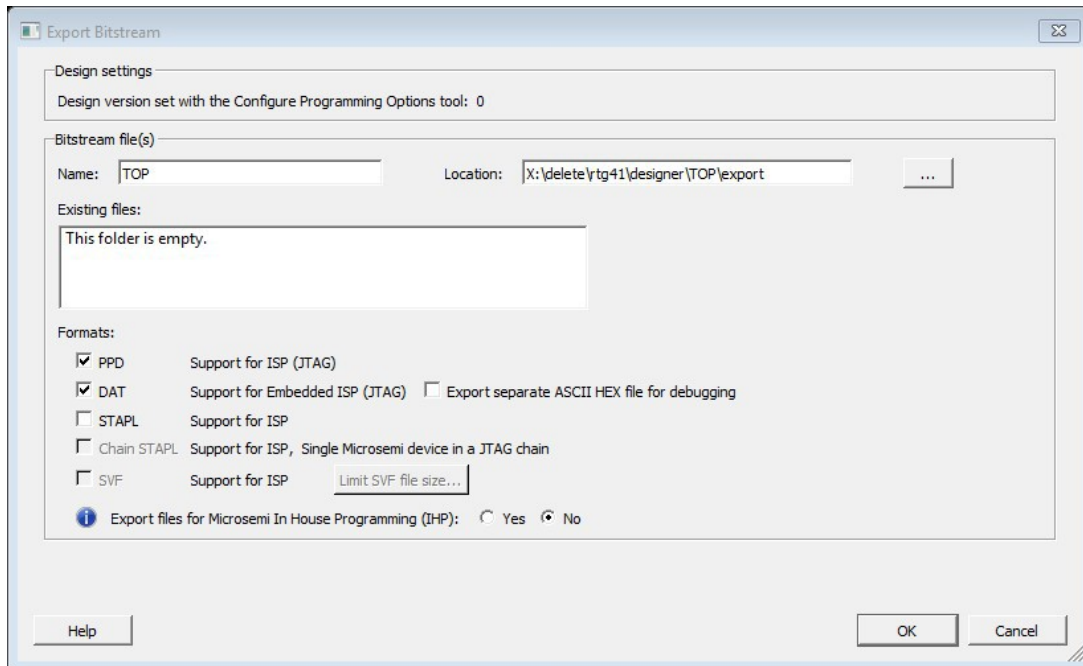 Export Bitstream
Design settings
Design version set with the Configure Programming Options tool: 0
Bitstream file(s)
Name: TOP Location: X:\delete\rtg41\designer\TOP\export ...
Existing files:
This folder is empty.
Formats:
PPD Support for ISP (JTAG)
DAT Support for Embedded ISP (JTAG) Export separate ASCII HEX file for debugging
STAPL Support for ISP
Chain STAPL Support for ISP, Single Microsemi device in a JTAG chain
SVF Support for ISP Limit SVF file size...
Export files for Microsemi In House Programming (IHP): Yes No
Help OK Cancel